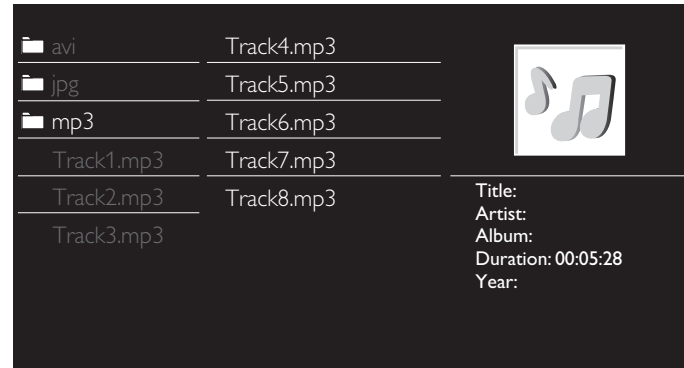 avi
jpg
mp3
Track1.mp3
Track2.mp3
Track3.mp3
Track4.mp3
Track5.mp3
Track6.mp3
Track7.mp3
Track8.mp3
Title:
Artist:
Album:
Duration: 00:05:28
Year: